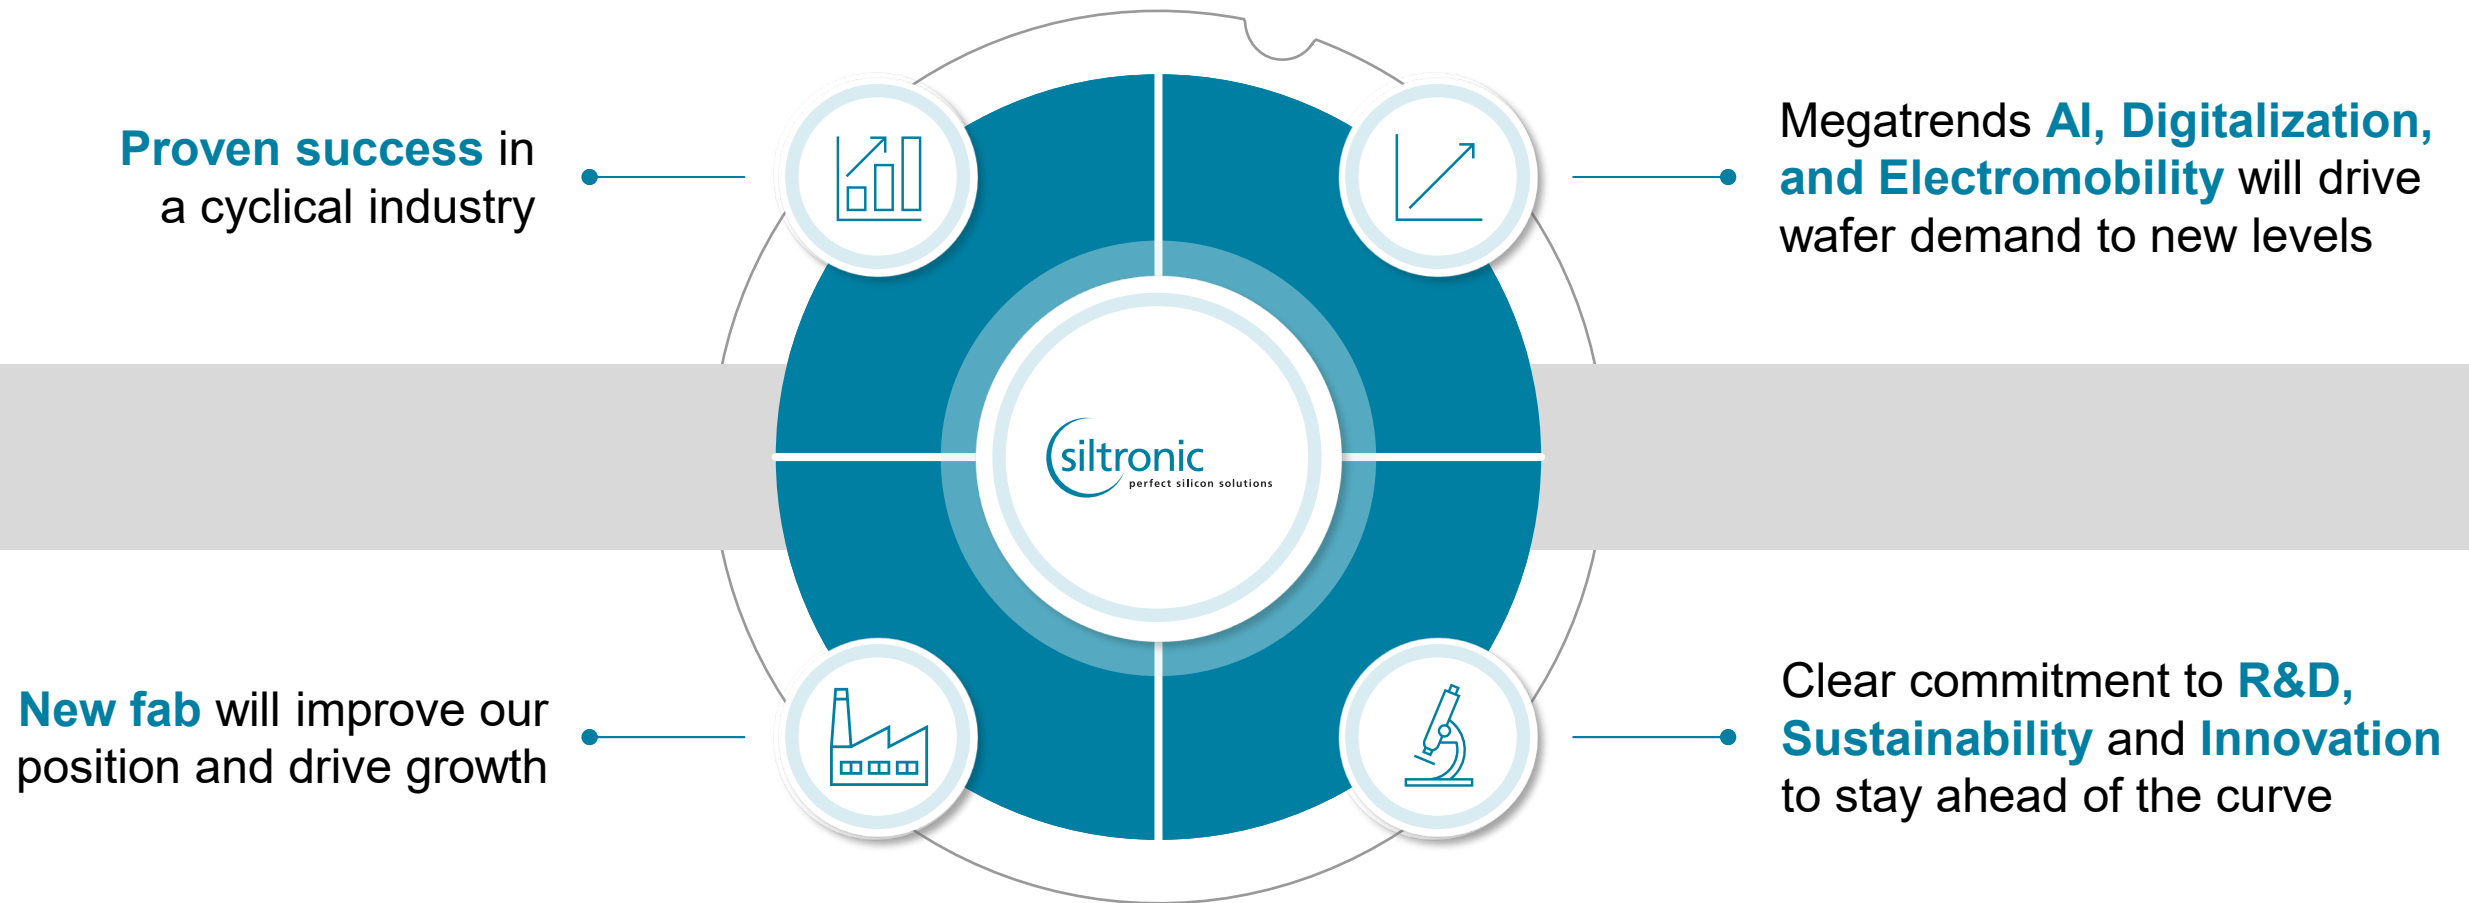 Proven success in
a cyclical industry
Megatrends AI, Digitalization,
and Electromobility will drive
wafer demand to new levels
siltronic
perfect silicon solutions
New fab will improve our
position and drive growth
Clear commitment to R&D,
Sustainability and Innovation
to stay ahead of the curve